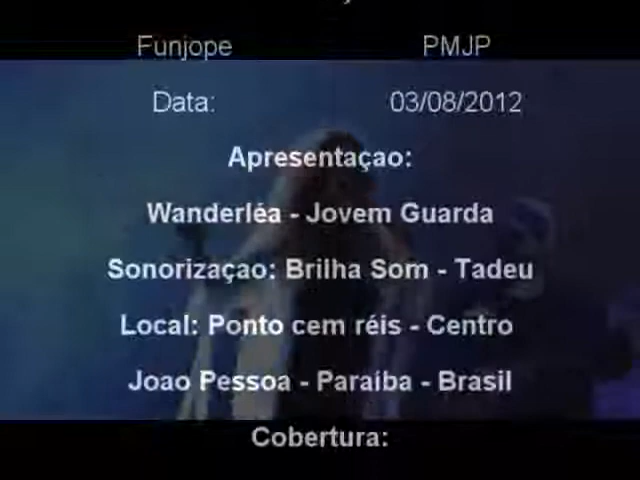 Funjope PMJP
Data: 03/08/2012
Apresentaçao:
Wanderléa - Jovem Guarda
Sonorizaçao: Brilha Som - Tadeu
Local: Ponto cem réis - Centro
Joao Pessoa - Paraíba - Brasil
Cobertura: